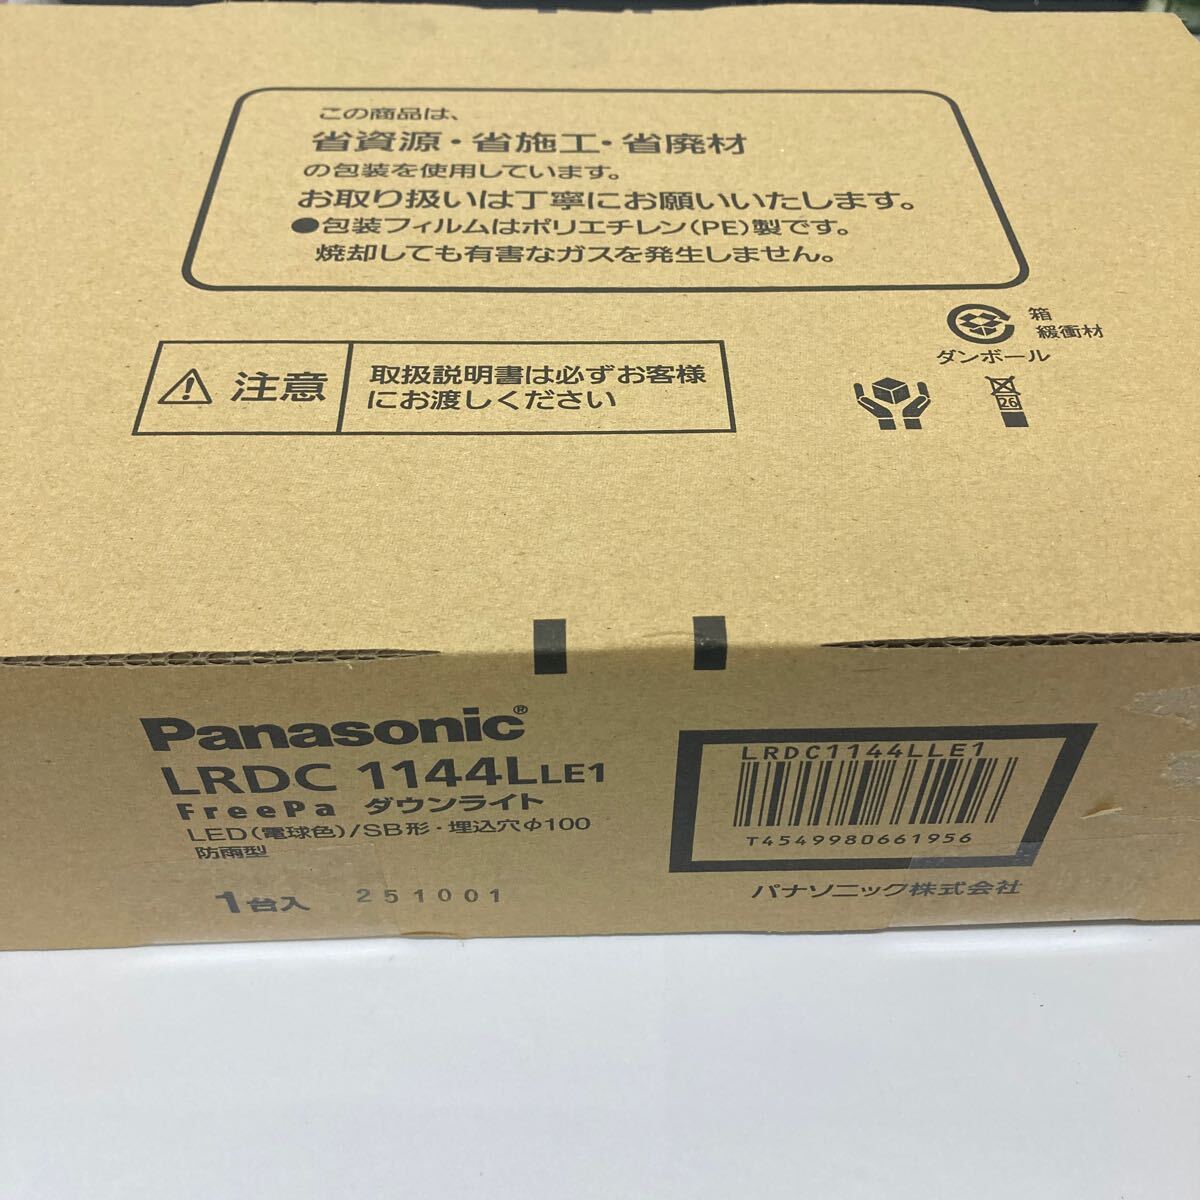 この商品は、
省資源・省施工・省廃材
の包装を使用しています。
お取り扱いは丁寧にお願いいたします。
●包装フィルムはポリエチレン(PE)製です。
焼却しても有害なガスを発生しません。
箱
緩衝材
ダンボール
注意
取扱説明書は必ずお客様
にお渡しください
26
Panasonic®
LRDC 1144LLE1
FreePa ダウンライト
LED(電球色)/SB形・埋込穴φ100
防雨型
1台入 251001
LRDC1144LLE1
T4549980661956
パナソニック株式会社